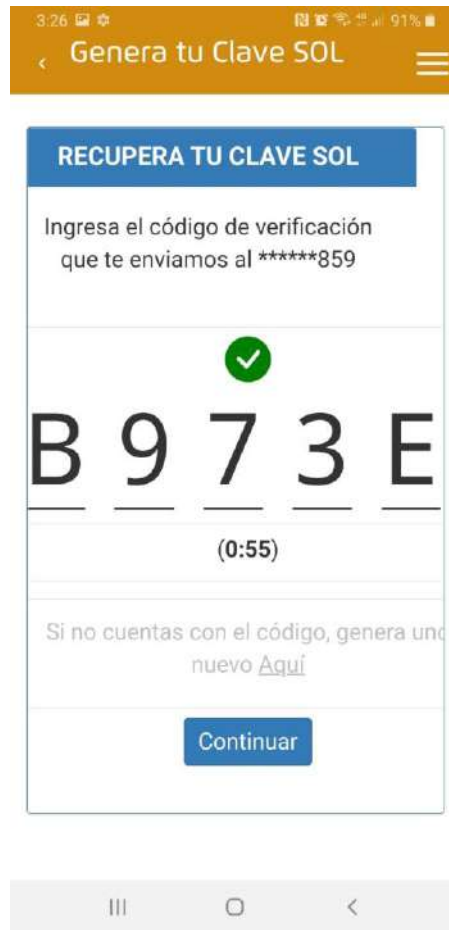 3:26 91%
Genera tu Clave SOL
RECUPERA TU CLAVE SOL
Ingresa el código de verificación
que te enviamos al ******859
B 9 7 3 E
(0:55)
Si no cuentas con el código, genera uno
nuevo Aquí
Continuar